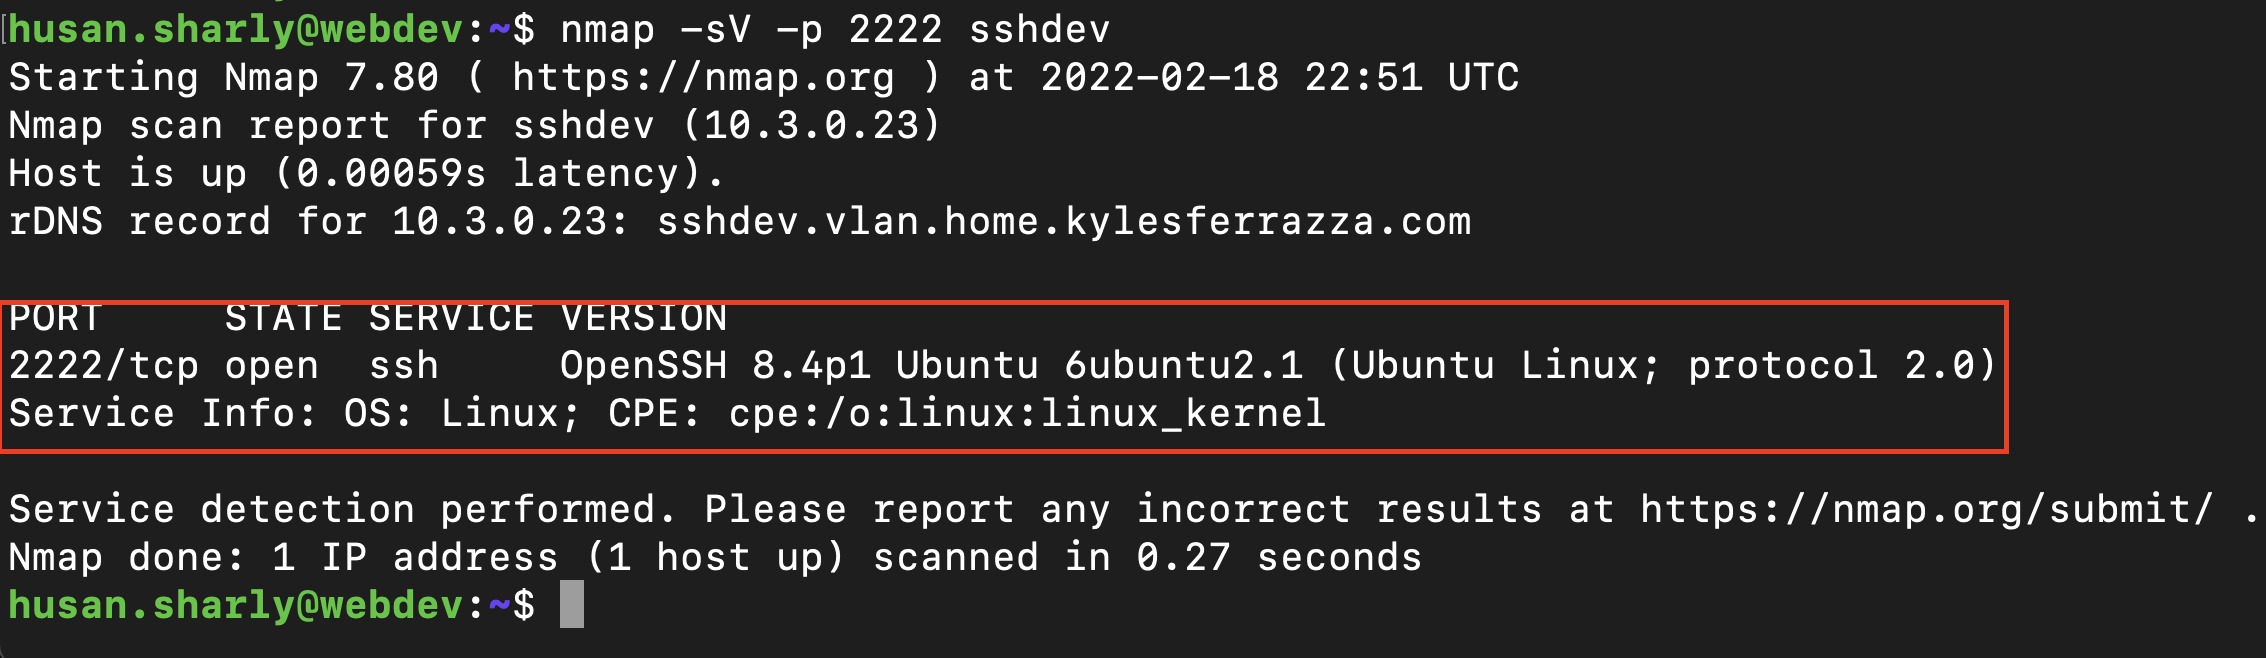 husan.sharly@webdev:~$ nmap -sV -p 2222 sshdev
Starting Nmap 7.80 ( https://nmap.org ) at 2022-02-18 22:51 UTC
Nmap scan report for sshdev (10.3.0.23)
Host is up (0.00059s latency).
rDNS record for 10.3.0.23: sshdev.vlan.home.kylesferrazza.com
PORT     STATE SERVICE VERSION
2222/tcp open  ssh     OpenSSH 8.4p1 Ubuntu 6ubuntu2.1 (Ubuntu Linux; protocol 2.0)
Service Info: OS: Linux; CPE: cpe:/o:linux:linux_kernel
Service detection performed. Please report any incorrect results at https://nmap.org/submit/ .
Nmap done: 1 IP address (1 host up) scanned in 0.27 seconds
husan.sharly@webdev:~$